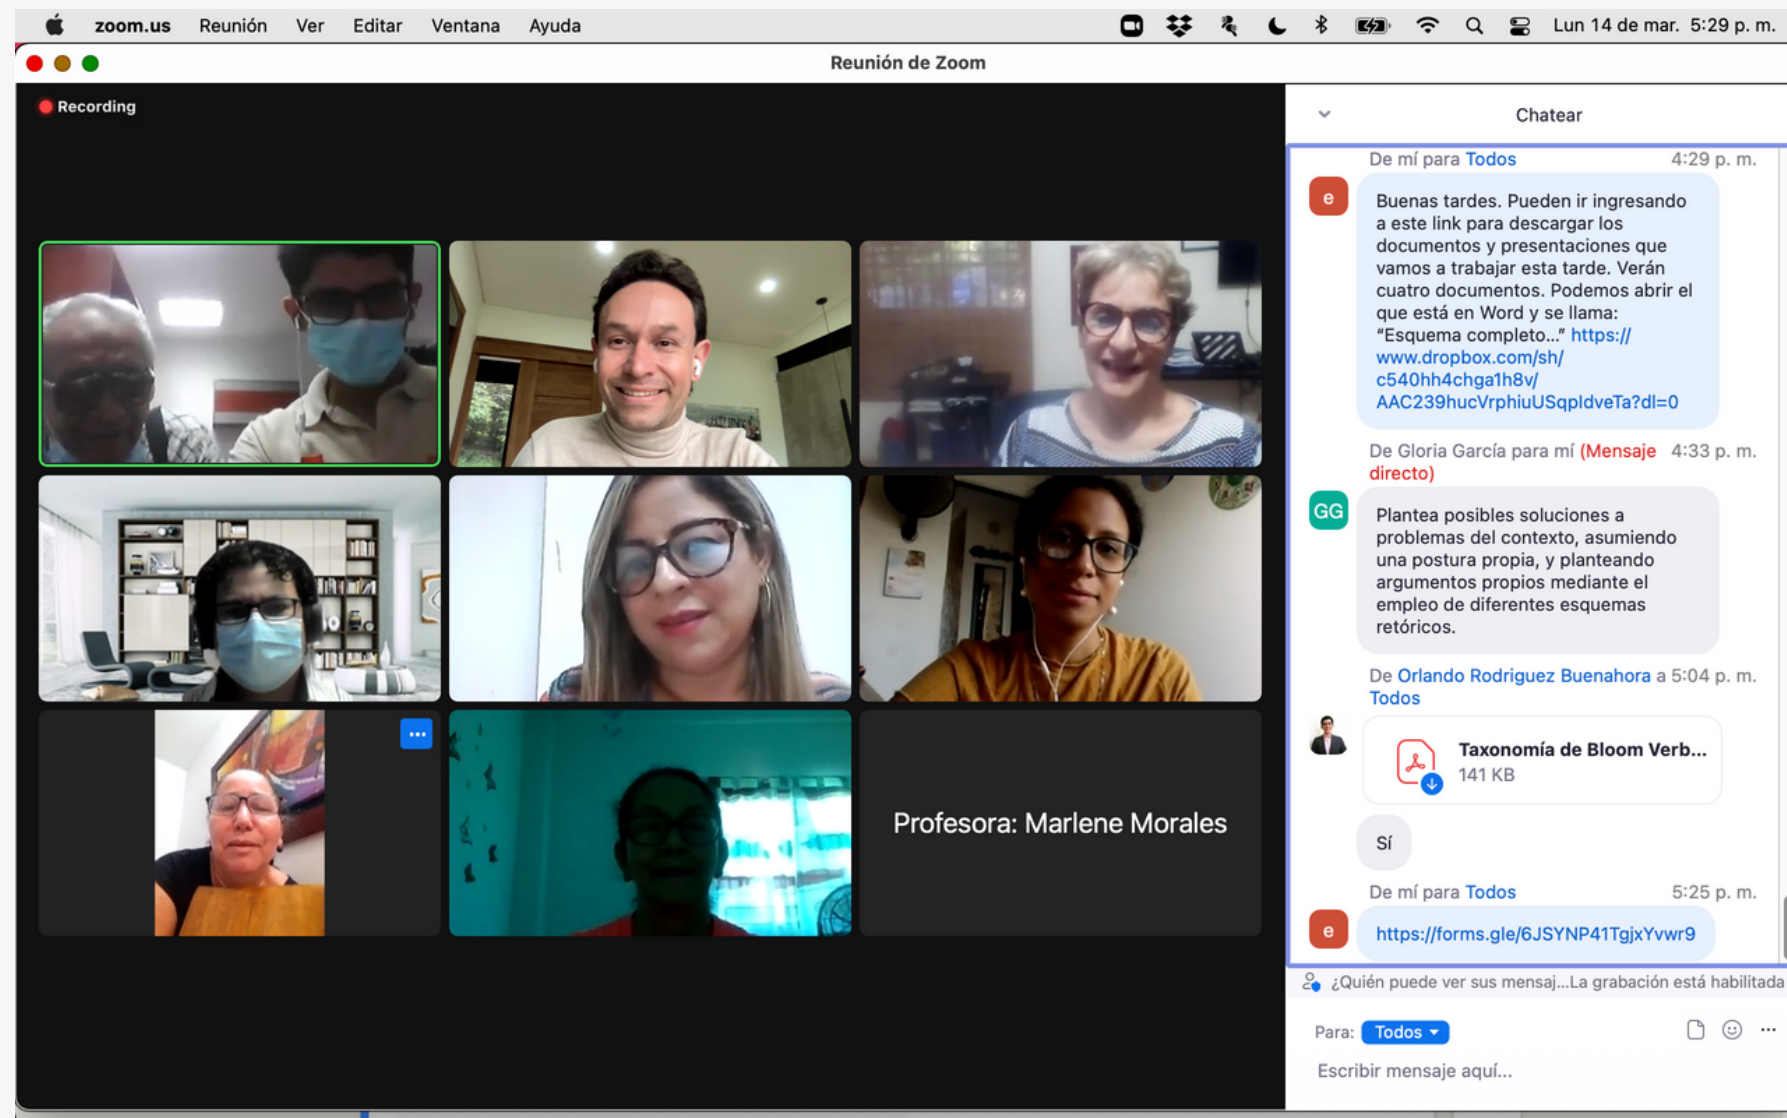 zoom.us Reunión Ver Editar Ventana Ayuda Lun 14 de mar. 5:29 p. m.
Reunión de Zoom
Recording
Profesora: Marlene Morales
Chatear
De mí para Todos 4:29 p. m.
e
Buenas tardes. Pueden ir ingresando
a este link para descargar los
documentos y presentaciones que
vamos a trabajar esta tarde. Verán
cuatro documentos. Podemos abrir el
que está en Word y se llama:
“Esquema completo...” https://
www.dropbox.com/sh/
c540hh4chga1h8v/
AAC239hucVrphiuUSqpIdveTa?dl=0
De Gloria García para mí (Mensaje 4:33 p. m.
directo)
GG
Plantea posibles soluciones a
problemas del contexto, asumiendo
una postura propia, y planteando
argumentos propios mediante el
empleo de diferentes esquemas
retóricos.
De Orlando Rodriguez Buenahora a 5:04 p. m.
Todos
Taxonomía de Bloom Verb...
141 KB
Sí
De mí para Todos 5:25 p. m.
e
https://forms.gle/6JSYNP41TgjxYvwr9
¿Quién puede ver sus mensaj...La grabación está habilitada
Para: Todos
Escribir mensaje aquí...